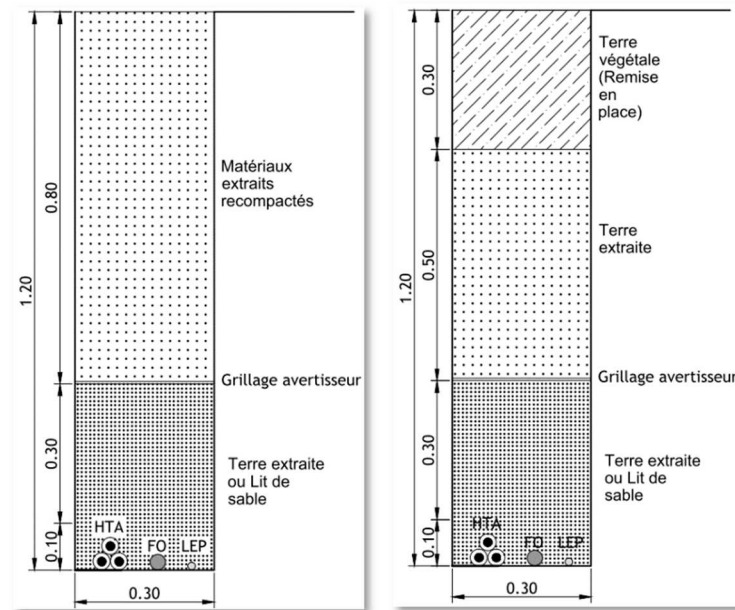 0.80
1.20
0.30
0.10
Matériaux
extraits
recompactés
Grillage avertisseur
Terre extraite
ou Lit de
sable
HTA
FO
LEP
0.30
0.30
0.50
1.20
0.30
0.10
Terre
végétale
(Remise
en
place)
Terre
extraite
Grillage avertisseur
Terre extraite
ou Lit de
sable
HTA
FO
LEP
0.30